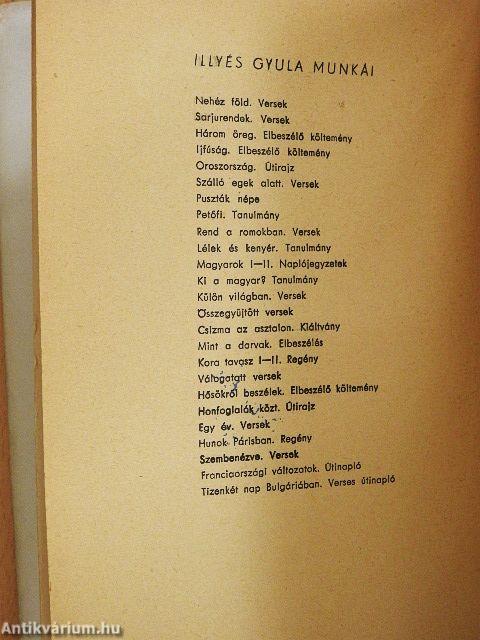 ILLYÉS GYULA MUNKÁI
Nehéz föld. Versek
Sarjurendek. Versek
Három öreg. Elbeszélő költemény
Ijfúság. Elbeszélő költemény
Oroszország. Útirajz
Szálló egek alatt. Versek
Puszták népe
Petőfi. Tanulmány
Rend a romokban. Versek
Lélek és kenyér. Tanulmány
Magyarok I—II. Naplójegyzetek
Ki a magyar? Tanulmány
Külön világban. Versek
Összegyüjtött versek
Csizma az asztalon. Kiáltvány
Mint a darvak. Elbeszélés
Kora tavasz I—II. Regény
Válogatott versek
Hősökről beszélek. Elbeszélő költemény
Honfoglalók közt. Útirajz
Egy év. Versek
Hunok Párisban. Regény
Szembenézve. Versek
Franciaországi változatok. Útinapló
Tizenkét nap Bulgáriában. Verses útinapló
Antikvárium.hu